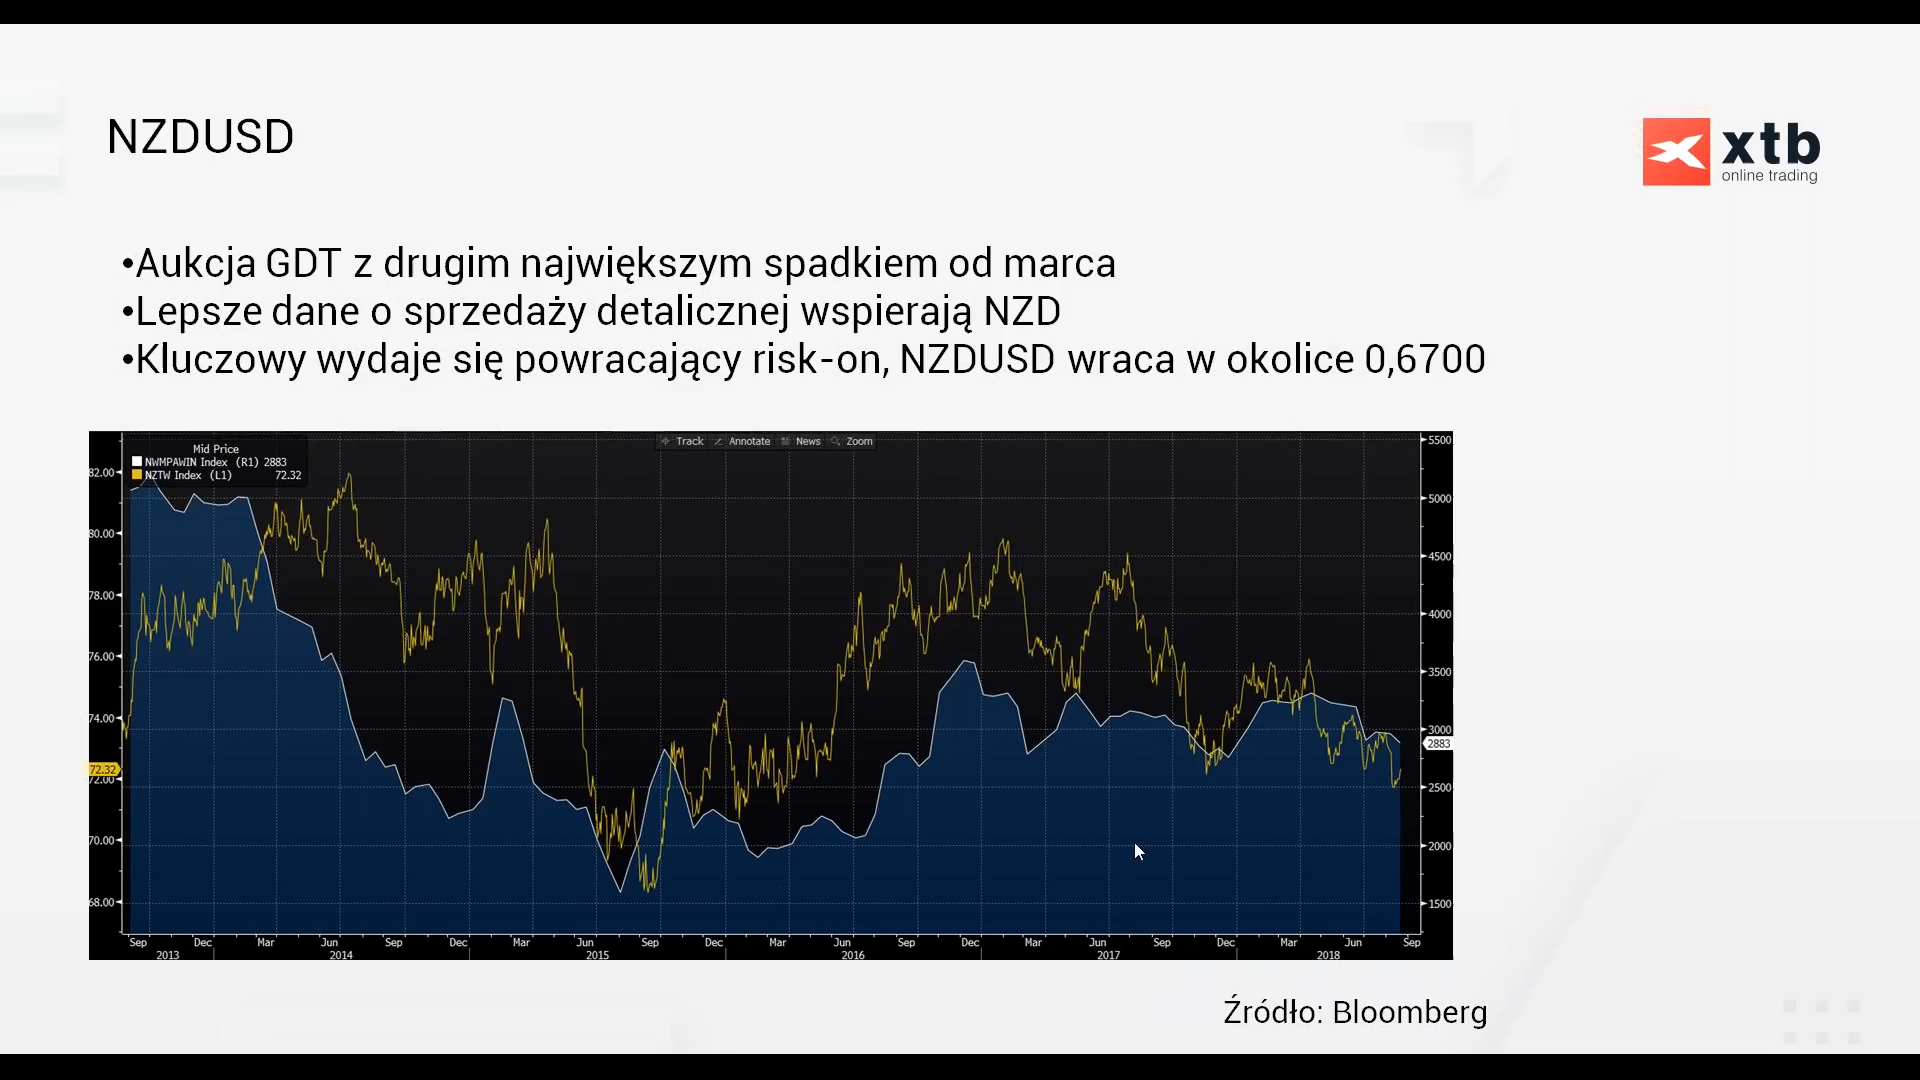 NZDUSD
xtb
online trading
•Aukcja GDT z drugim największym spadkiem od marca
•Lepsze dane o sprzedaży detalicznej wspierają NZD
•Kluczowy wydaje się powracający risk-on, NZDUSD wraca w okolice 0,6700
Track Annotate News Zoom
Mid Price
NWMPAWIN Index (R1) 2883
NZTW Index (L1) 72.32
82.00
80.00
78.00
76.00
74.00
72.32
72.00
70.00
68.00
5500
5000
4500
4000
3500
3000
2883
2500
2000
1500
Sep Dec Mar Jun Sep Dec Mar Jun Sep Dec Mar Jun Sep Dec Mar Jun Sep Dec Mar Jun Sep
2013 2014 2015 2016 2017 2018
Źródło: Bloomberg